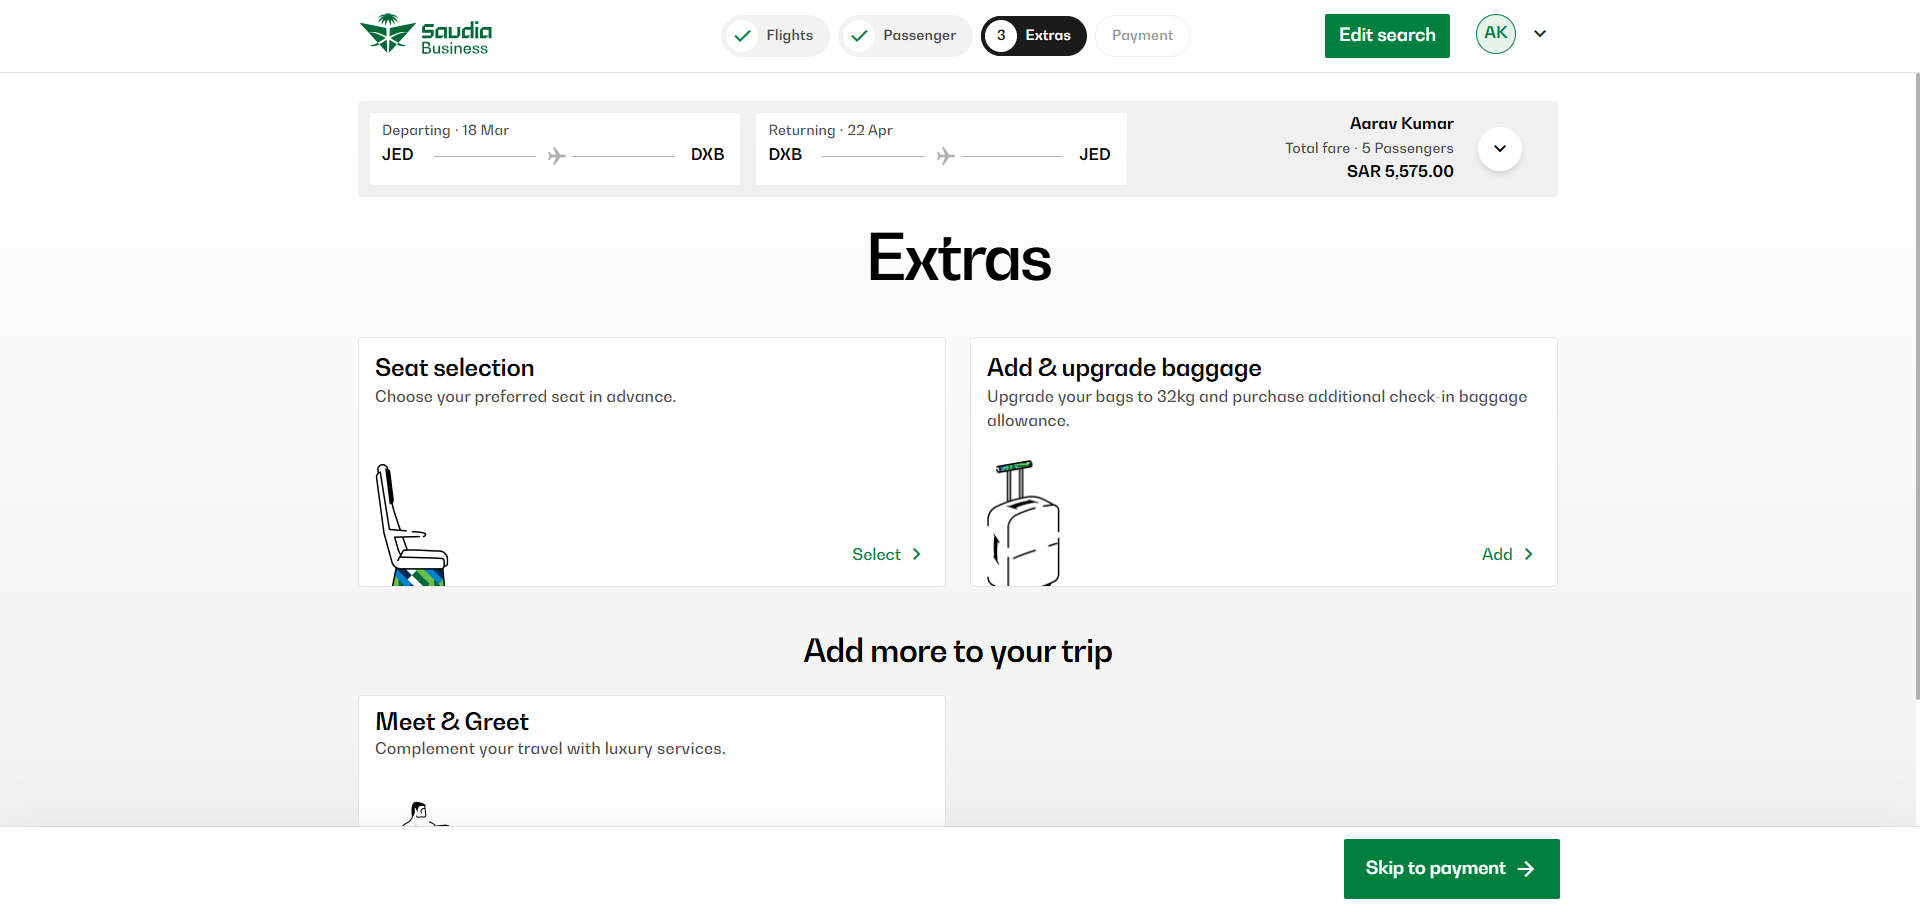 Saudia
Business
Flights
Passenger
3 Extras
Payment
Edit search
AK
Departing · 18 Mar
JED DXB
Returning · 22 Apr
DXB JED
Aarav Kumar
Total fare · 5 Passengers
SAR 5,575.00
Extras
Seat selection
Choose your preferred seat in advance.
Select
Add & upgrade baggage
Upgrade your bags to 32kg and purchase additional check-in baggage
allowance.
Add
Add more to your trip
Meet & Greet
Complement your travel with luxury services.
Skip to payment